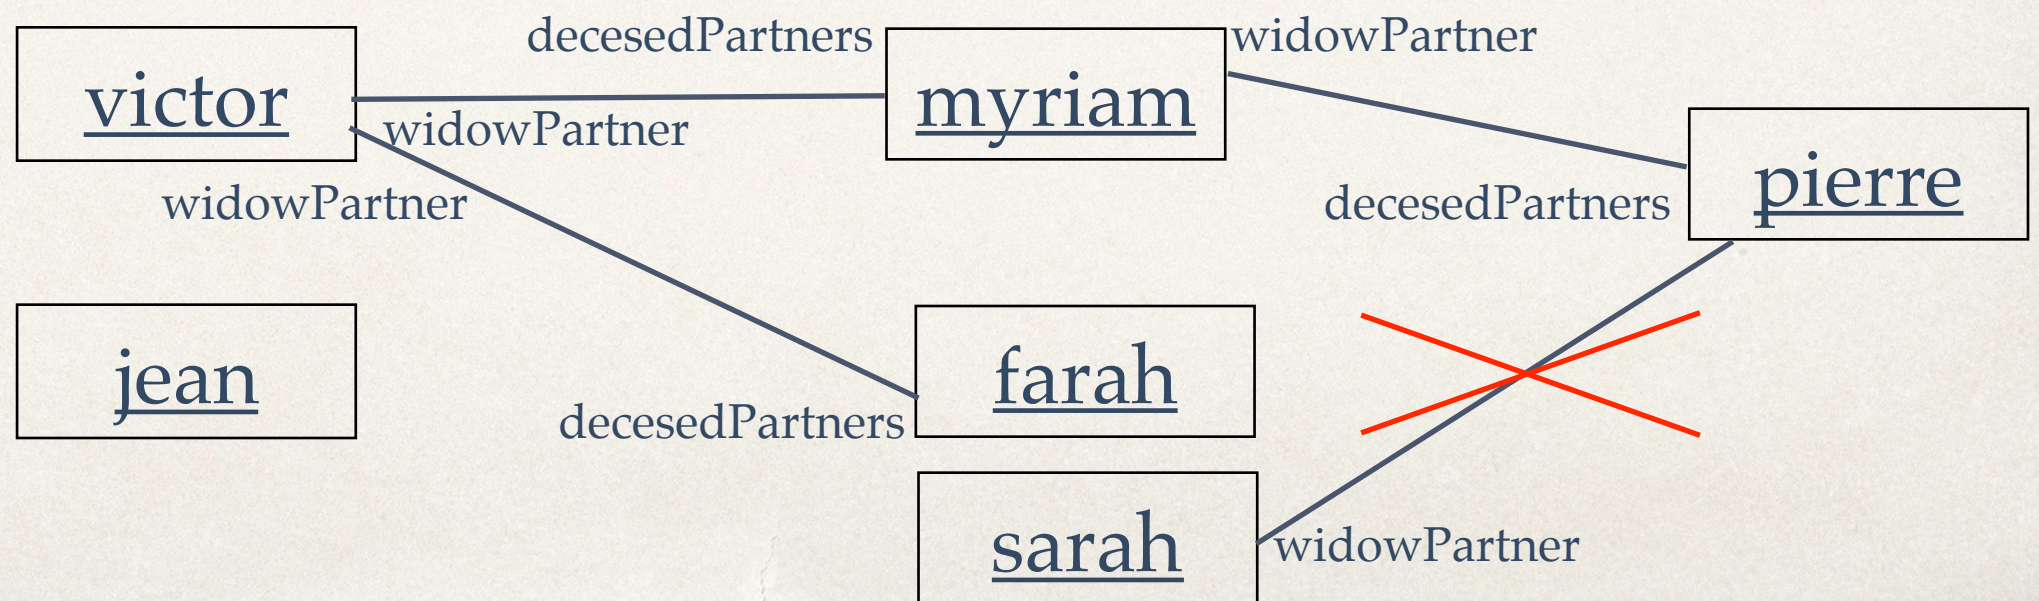 decesedPartners
widowPartner
victor
myriam
widowPartner
pierre
widowPartner
decesedPartners
jean
farah
decesedPartners
sarah
widowPartner